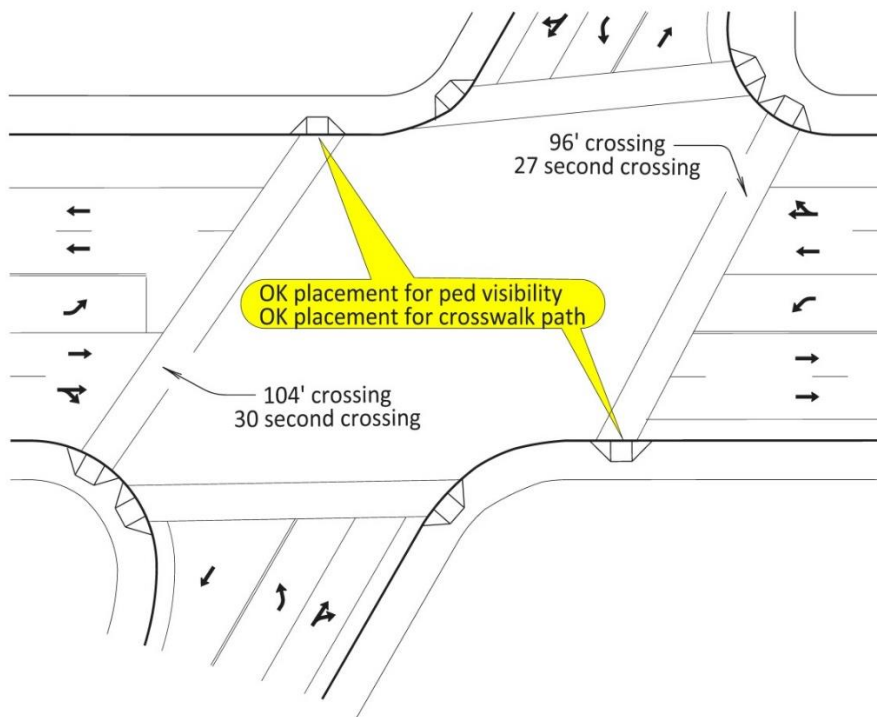 96' crossing
27 second crossing
OK placement for ped visibility
OK placement for crosswalk path
104' crossing
30 second crossing